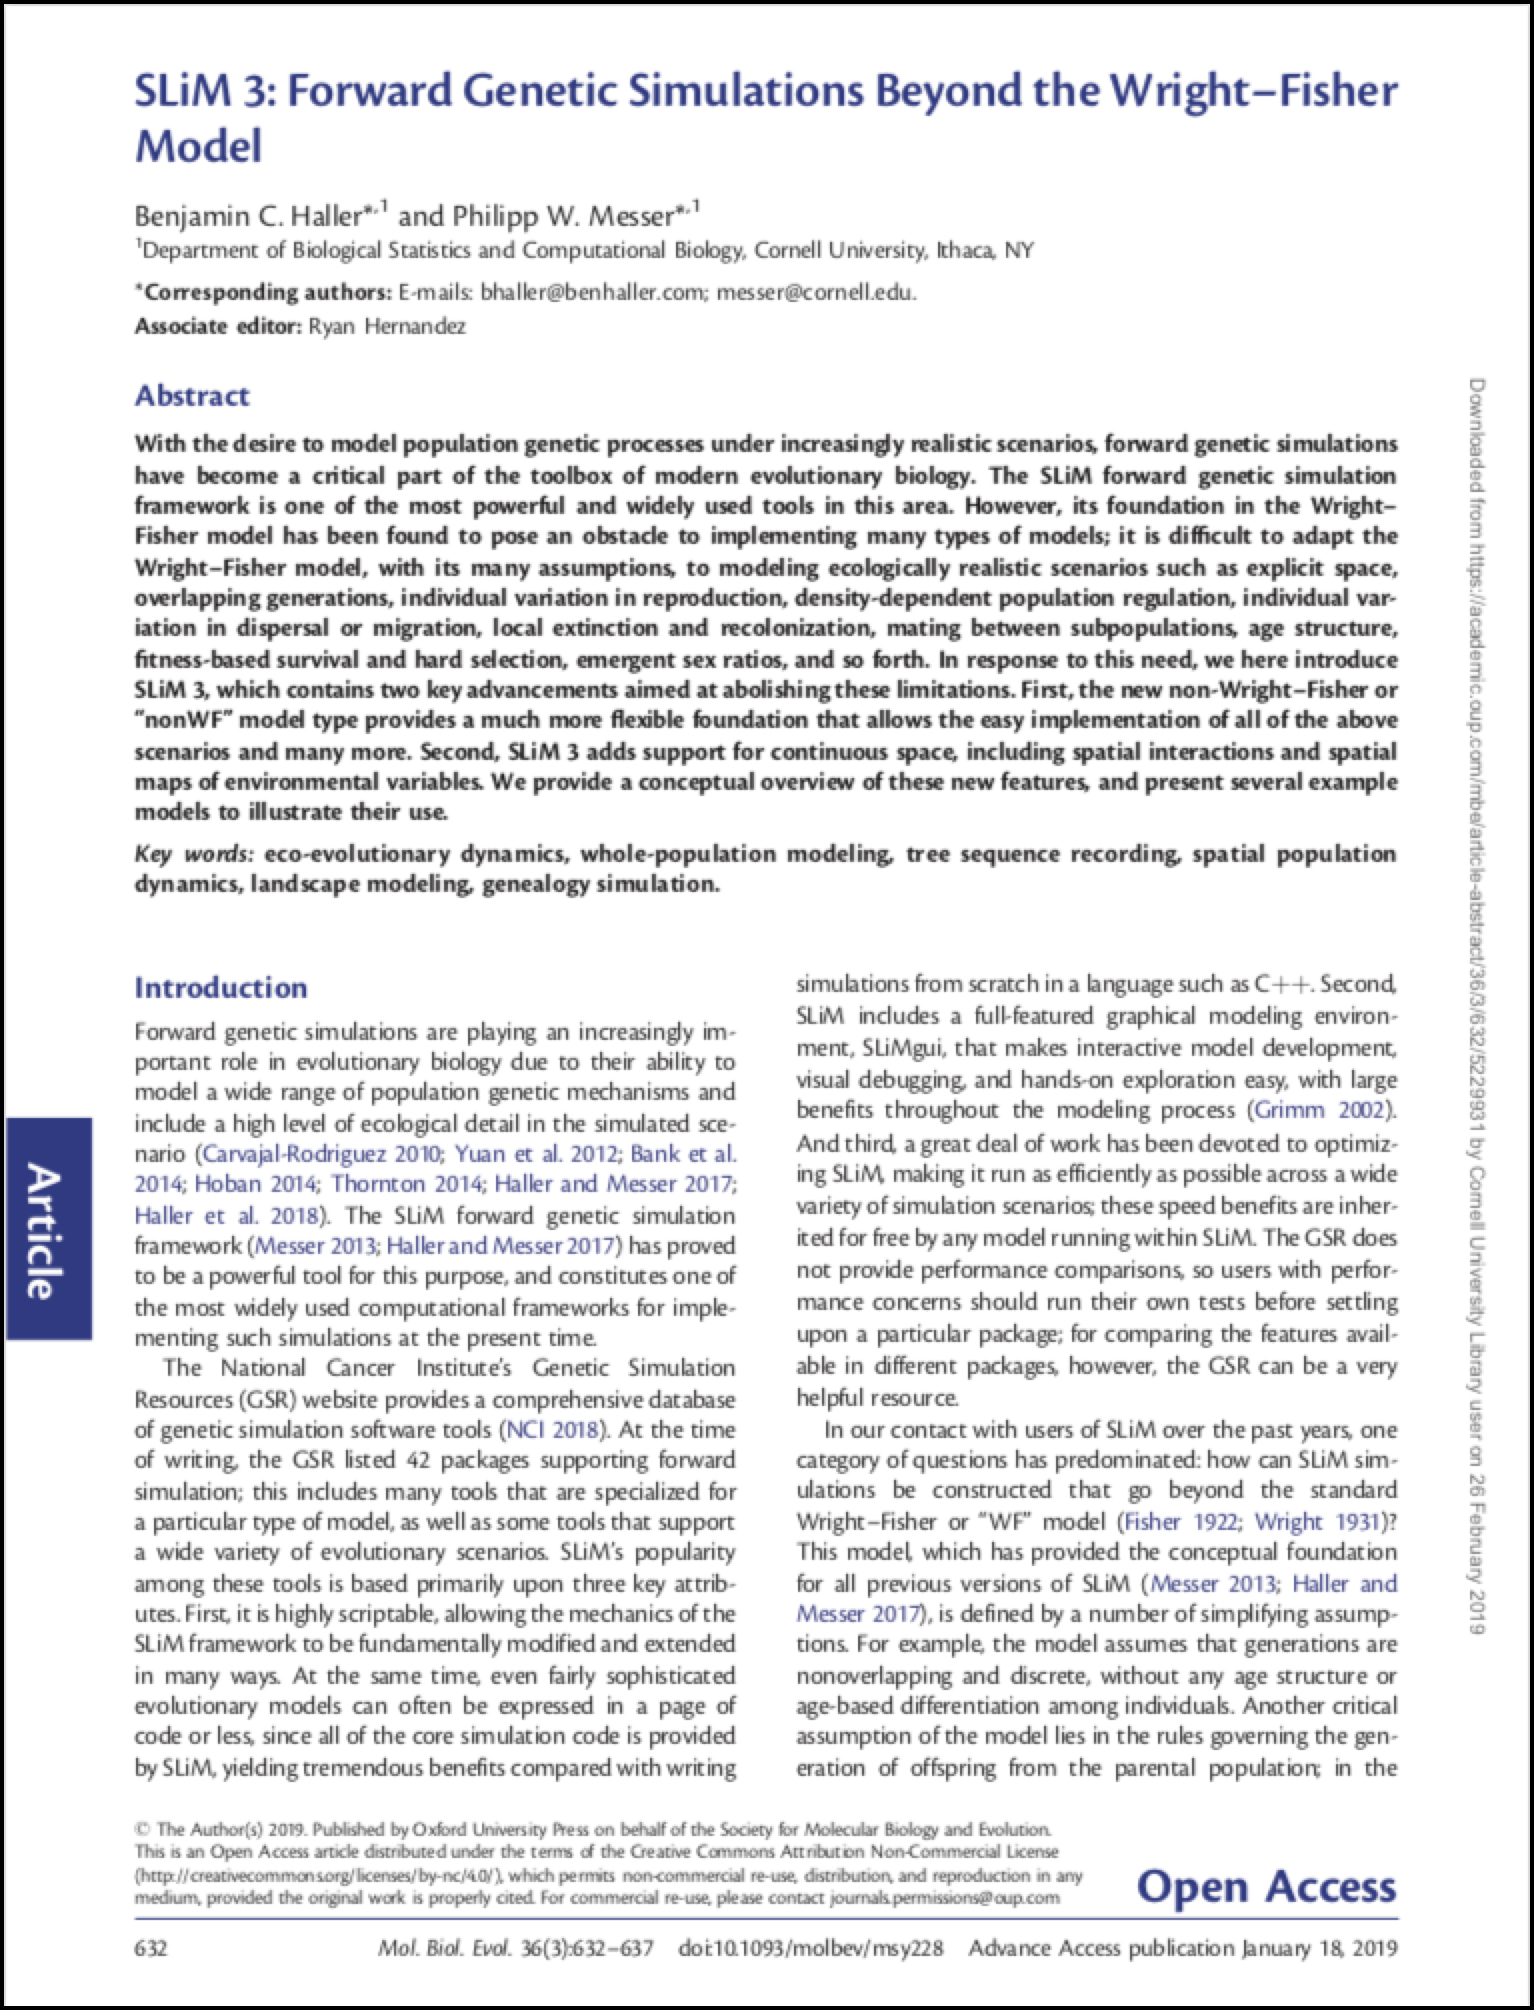 SLiM 3: Forward Genetic Simulations Beyond the Wright–Fisher
Model
Benjamin C. Haller*,1 and Philipp W. Messer*,1
1Department of Biological Statistics and Computational Biology, Cornell University, Ithaca, NY
*Corresponding authors: E-mails: bhaller@benhaller.com; messer@cornell.edu.
Associate editor: Ryan Hernandez
Abstract
With the desire to model population genetic processes under increasingly realistic scenarios, forward genetic simulations
have become a critical part of the toolbox of modern evolutionary biology. The SLiM forward genetic simulation
framework is one of the most powerful and widely used tools in this area. However, its foundation in the Wright–
Fisher model has been found to pose an obstacle to implementing many types of models; it is difficult to adapt the
Wright–Fisher model, with its many assumptions, to modeling ecologically realistic scenarios such as explicit space,
overlapping generations, individual variation in reproduction, density-dependent population regulation, individual var-
iation in dispersal or migration, local extinction and recolonization, mating between subpopulations, age structure,
fitness-based survival and hard selection, emergent sex ratios, and so forth. In response to this need, we here introduce
SLiM 3, which contains two key advancements aimed at abolishing these limitations. First, the new non-Wright–Fisher or
“nonWF” model type provides a much more flexible foundation that allows the easy implementation of all of the above
scenarios and many more. Second, SLiM 3 adds support for continuous space, including spatial interactions and spatial
maps of environmental variables. We provide a conceptual overview of these new features, and present several example
models to illustrate their use.
Key words: eco-evolutionary dynamics, whole-population modeling, tree sequence recording, spatial population
dynamics, landscape modeling, genealogy simulation.
Introduction
Forward genetic simulations are playing an increasingly im-
portant role in evolutionary biology due to their ability to
model a wide range of population genetic mechanisms and
include a high level of ecological detail in the simulated sce-
nario (Carvajal-Rodriguez 2010; Yuan et al. 2012; Bank et al.
2014; Hoban 2014; Thornton 2014; Haller and Messer 2017;
Haller et al. 2018). The SLiM forward genetic simulation
framework (Messer 2013; Haller and Messer 2017) has proved
to be a powerful tool for this purpose, and constitutes one of
the most widely used computational frameworks for imple-
menting such simulations at the present time.
The National Cancer Institute’s Genetic Simulation
Resources (GSR) website provides a comprehensive database
of genetic simulation software tools (NCI 2018). At the time
of writing, the GSR listed 42 packages supporting forward
simulation; this includes many tools that are specialized for
a particular type of model, as well as some tools that support
a wide variety of evolutionary scenarios. SLiM’s popularity
among these tools is based primarily upon three key attrib-
utes. First, it is highly scriptable, allowing the mechanics of the
SLiM framework to be fundamentally modified and extended
in many ways. At the same time, even fairly sophisticated
evolutionary models can often be expressed in a page of
code or less, since all of the core simulation code is provided
by SLiM, yielding tremendous benefits compared with writing
simulations from scratch in a language such as C++. Second,
SLiM includes a full-featured graphical modeling environ-
ment, SLiMgui, that makes interactive model development,
visual debugging, and hands-on exploration easy, with large
benefits throughout the modeling process (Grimm 2002).
And third, a great deal of work has been devoted to optimiz-
ing SLiM, making it run as efficiently as possible across a wide
variety of simulation scenarios; these speed benefits are inher-
ited for free by any model running within SLiM. The GSR does
not provide performance comparisons, so users with perfor-
mance concerns should run their own tests before settling
upon a particular package; for comparing the features avail-
able in different packages, however, the GSR can be a very
helpful resource.
In our contact with users of SLiM over the past years, one
category of questions has predominated: how can SLiM sim-
ulations be constructed that go beyond the standard
Wright–Fisher or “WF” model (Fisher 1922; Wright 1931)?
This model, which has provided the conceptual foundation
for all previous versions of SLiM (Messer 2013; Haller and
Messer 2017), is defined by a number of simplifying assump-
tions. For example, the model assumes that generations are
nonoverlapping and discrete, without any age structure or
age-based differentiation among individuals. Another critical
assumption of the model lies in the rules governing the gen-
eration of offspring from the parental population; in the
© The Author(s) 2019. Published by Oxford University Press on behalf of the Society for Molecular Biology and Evolution.
This is an Open Access article distributed under the terms of the Creative Commons Attribution Non-Commercial License
(http://creativecommons.org/licenses/by-nc/4.0/), which permits non-commercial re-use, distribution, and reproduction in any
medium, provided the original work is properly cited. For commercial re-use, please contact journals.permissions@oup.com
Open Access
632 Mol. Biol. Evol. 36(3):632–637 doi:10.1093/molbev/msy228 Advance Access publication January 18, 2019
Article
Downloaded from https://academic.oup.com/mbe/article-abstract/36/3/632/5229931 by Cornell University Library user on 26 February 2019